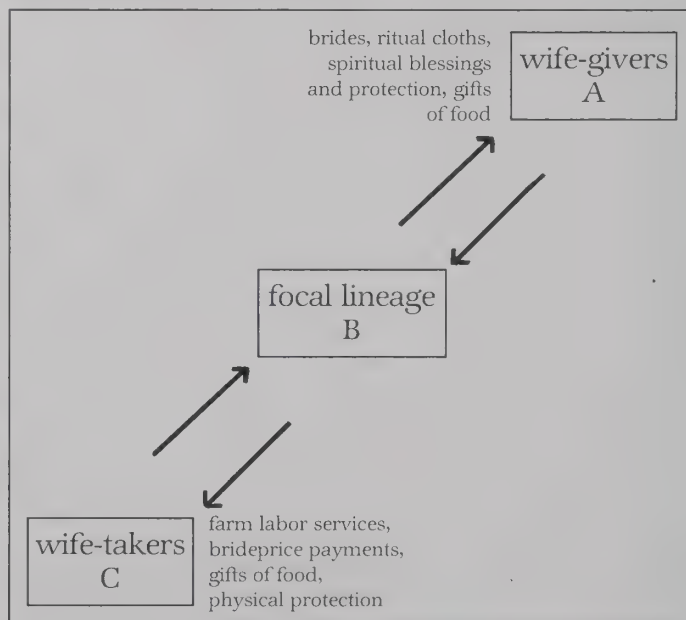 brides, ritual cloths,
spiritual blessings
and protection, gifts
of food
wife-givers
A
focal lineage
B
wife-takers
C
farm labor services,
brideprice payments,
gifts of food,
physical protection